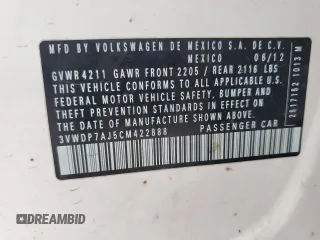 MFD BY VOLKSWAGEN DE MEXICO S.A. DE C.V.
MEXICO 06/12
GVWR 4211 GAWR FRONT 2205 / REAR 2116 LBS
THIS VEHICLE CONFORMS TO ALL APPLICABLE U.S.
FEDERAL MOTOR VEHICLE SAFETY, BUMPER, AND
THEFT PREVENTION STANDARDS IN EFFECT ON THE
DATE OF MANUFACTURE SHOWN ABOVE.
3VWDP7AJ5CM422888 PASSENGER CAR
2417152 1013 M
© DREAMBID